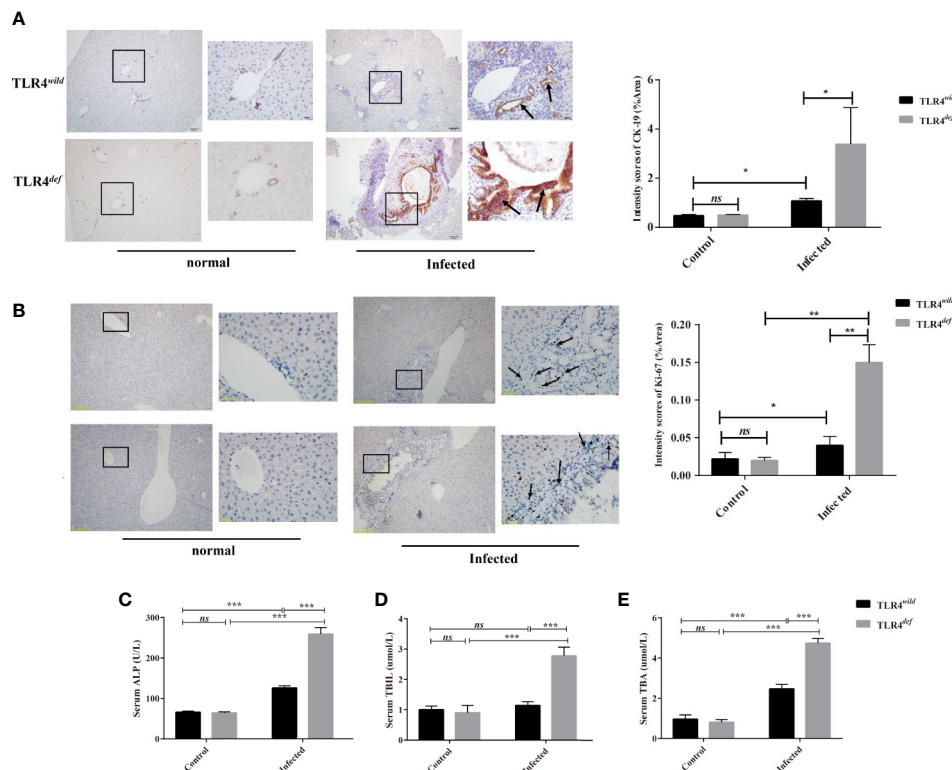 A
TLR4wild
TLR4def
normal
Infected
Intensity scores of CK-19 (%Area)
6
4
2
0
Control
Infected
ns
*
*
TLR4wil
TLR4def
B
normal
Infected
Intensity scores of Ki-67 (%Area)
0.20
0.15
0.10
0.05
0.00
Control
Infected
ns
*
**
**
TLR4wild
TLR4def
C
Serum ALP (U/L)
300
200
100
0
Control
Infected
ns
***
***
***
D
Serum TBIL (umol/L)
4
3
2
1
0
Control
Infected
ns
ns
***
***
E
Serum TBA (umol/L)
6
4
2
0
Control
Infected
ns
***
***
***
TLR4wild
TLR4def